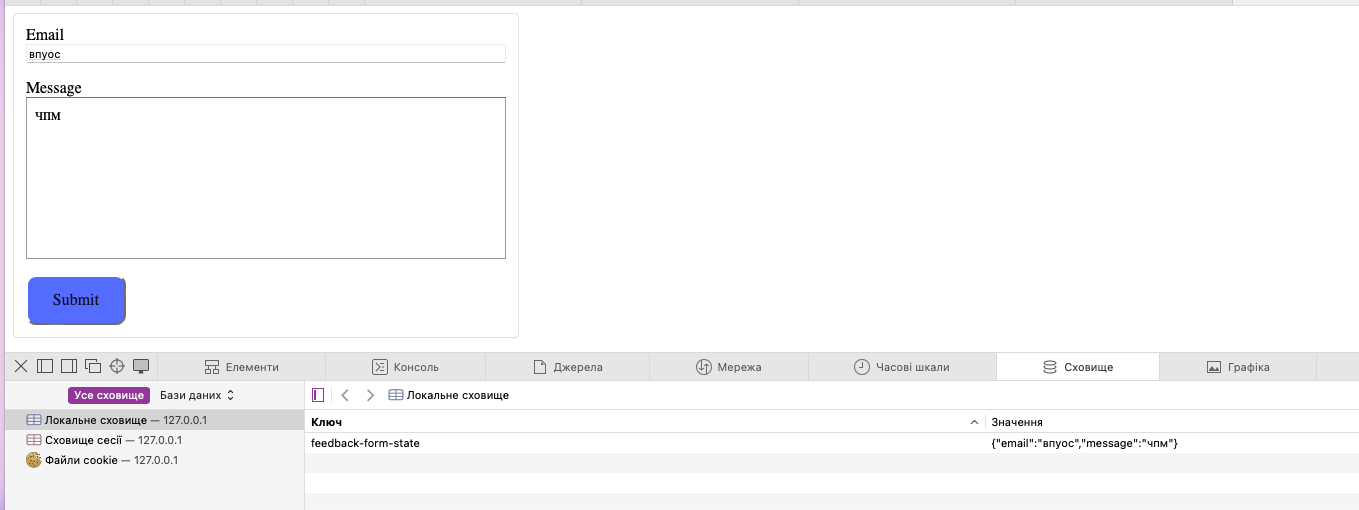 Email
впуос
Message
чпм
Submit
Елементи Консоль Джерела Мережа Часові шкали Сховище Графіка
Усе сховище Бази даних Локальне сховище
Ключ Значення
Локальне сховище — 127.0.0.1
Сховище сесії — 127.0.0.1
Файли cookie — 127.0.0.1
feedback-form-state {"email":"впуос","message":"чпм"}